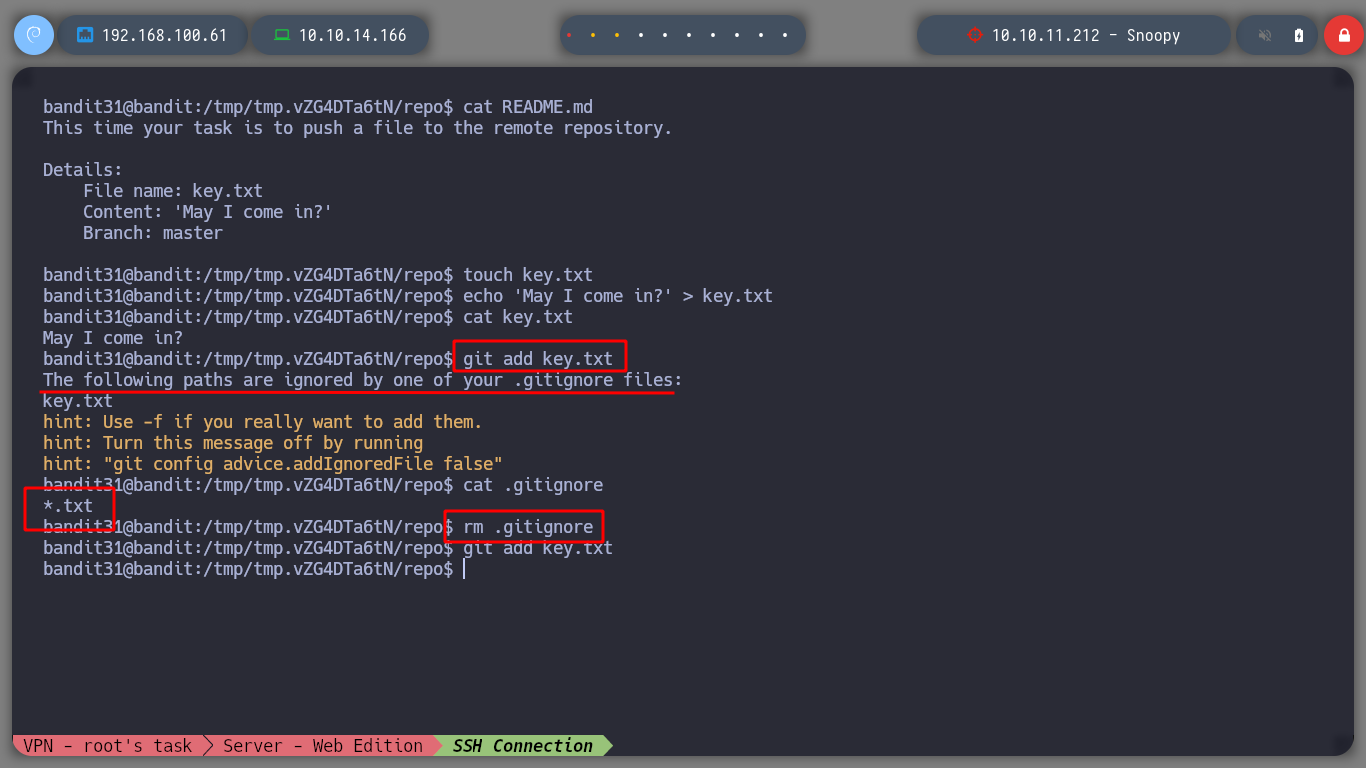 192.168.100.61
10.10.14.166
10.10.11.212 - Snoopy
bandit31@bandit:/tmp/tmp.vZG4DTa6tN/repo$ cat README.md
This time your task is to push a file to the remote repository.
Details:
File name: key.txt
Content: 'May I come in?'
Branch: master
bandit31@bandit:/tmp/tmp.vZG4DTa6tN/repo$ touch key.txt
bandit31@bandit:/tmp/tmp.vZG4DTa6tN/repo$ echo 'May I come in?' > key.txt
bandit31@bandit:/tmp/tmp.vZG4DTa6tN/repo$ cat key.txt
May I come in?
bandit31@bandit:/tmp/tmp.vZG4DTa6tN/repo$ git add key.txt
The following paths are ignored by one of your .gitignore files:
key.txt
hint: Use -f if you really want to add them.
hint: Turn this message off by running
hint: "git config advice.addIgnoredFile false"
bandit31@bandit:/tmp/tmp.vZG4DTa6tN/repo$ cat .gitignore
*.txt
bandit31@bandit:/tmp/tmp.vZG4DTa6tN/repo$ rm .gitignore
bandit31@bandit:/tmp/tmp.vZG4DTa6tN/repo$ git add key.txt
bandit31@bandit:/tmp/tmp.vZG4DTa6tN/repo$
VPN - root's task
Server - Web Edition
SSH Connection